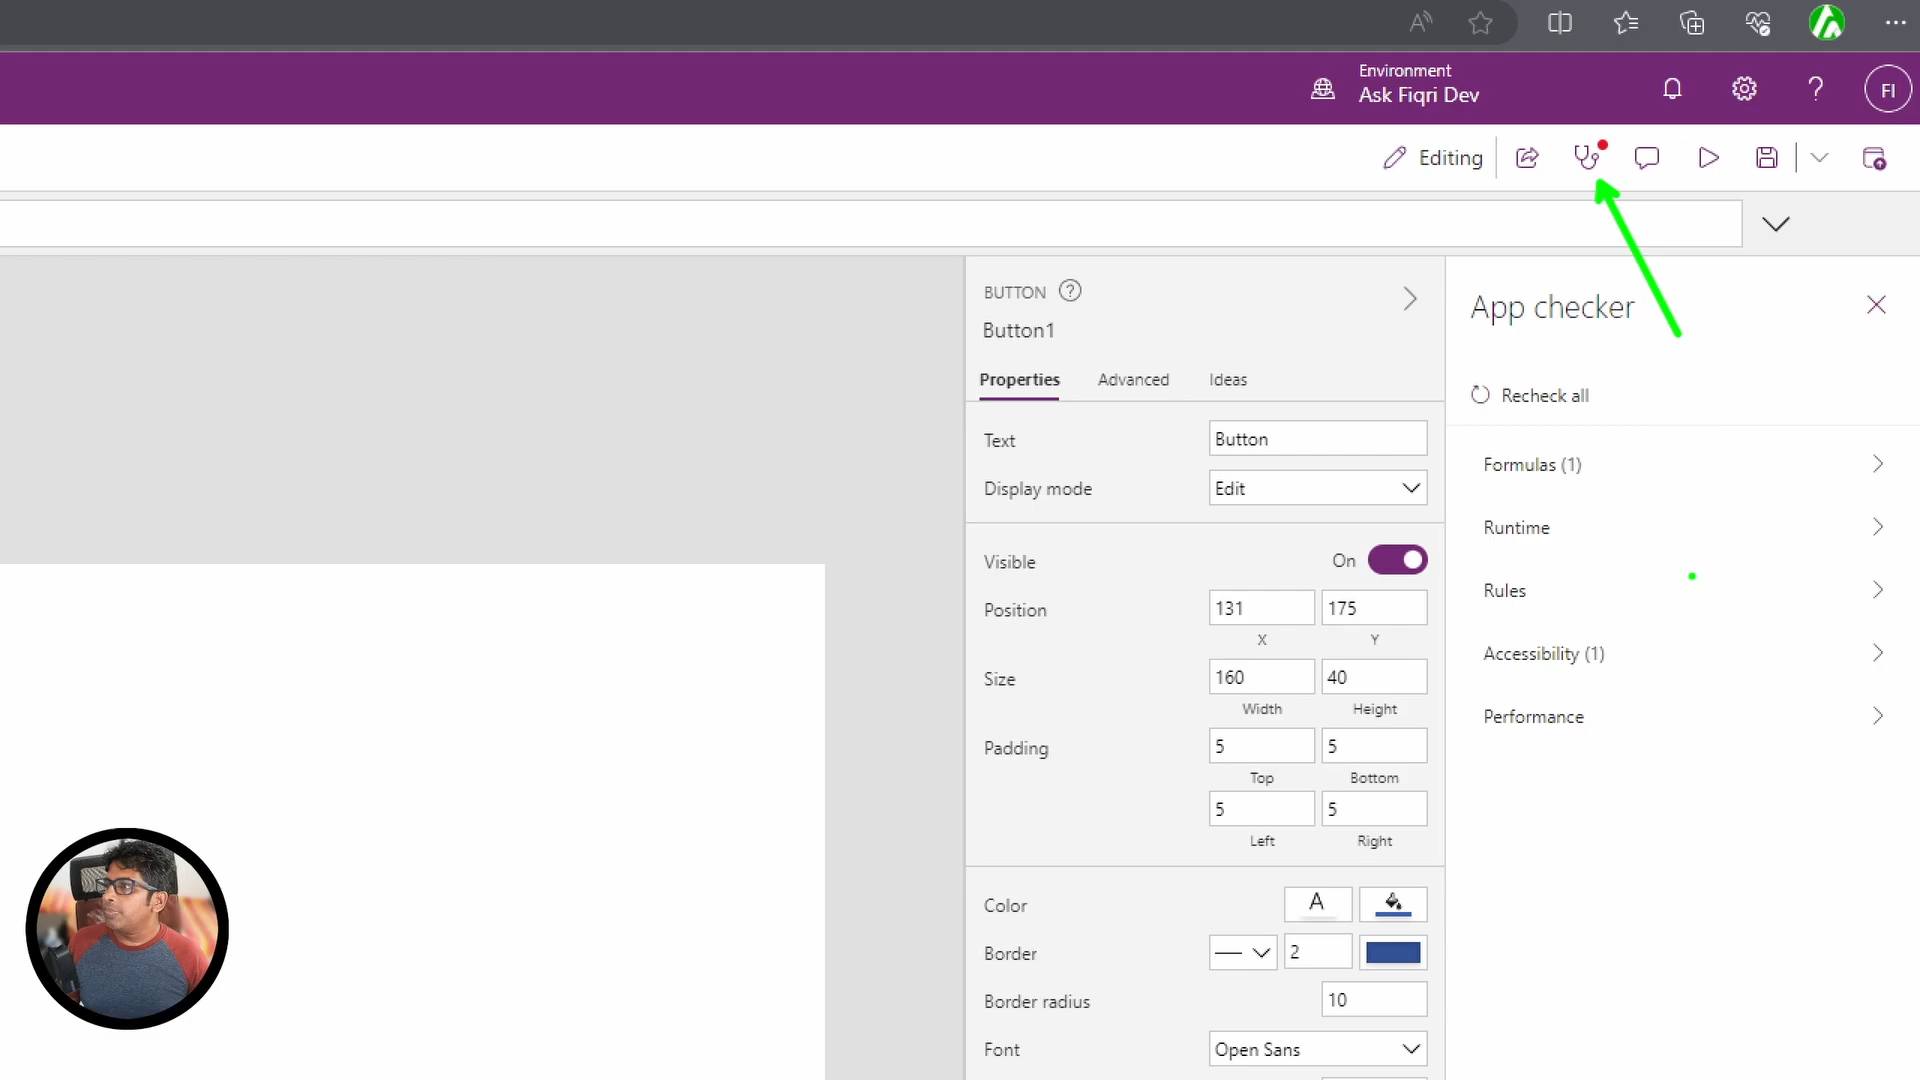 Environment
Ask Fiqri Dev
FI
Editing
BUTTON
Button1
Properties Advanced Ideas
Text Button
Display mode Edit
Visible On
Position 131 175
X Y
Size 160 40
Width Height
Padding 5 5
Top Bottom
5 5
Left Right
Color A
Border 2
Border radius 10
Font Open Sans
App checker
Recheck all
Formulas (1)
Runtime
Rules
Accessibility (1)
Performance